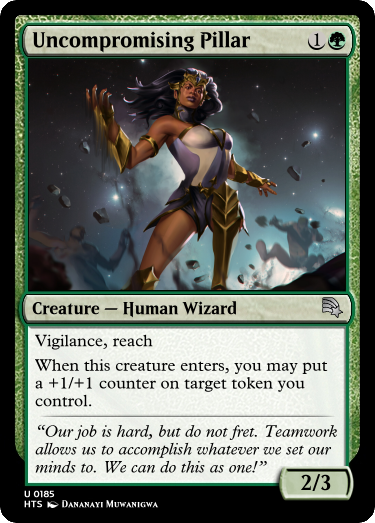 Uncompromising Pillar 1
Creature — Human Wizard
Vigilance, reach
When this creature enters, you may put
a +1/+1 counter on target token you
control.
“Our job is hard, but do not fret. Teamwork
allows us to accomplish whatever we set our
minds to. We can do this as one!”
2/3
U 0185
HTS Dananayi Muwanigwa